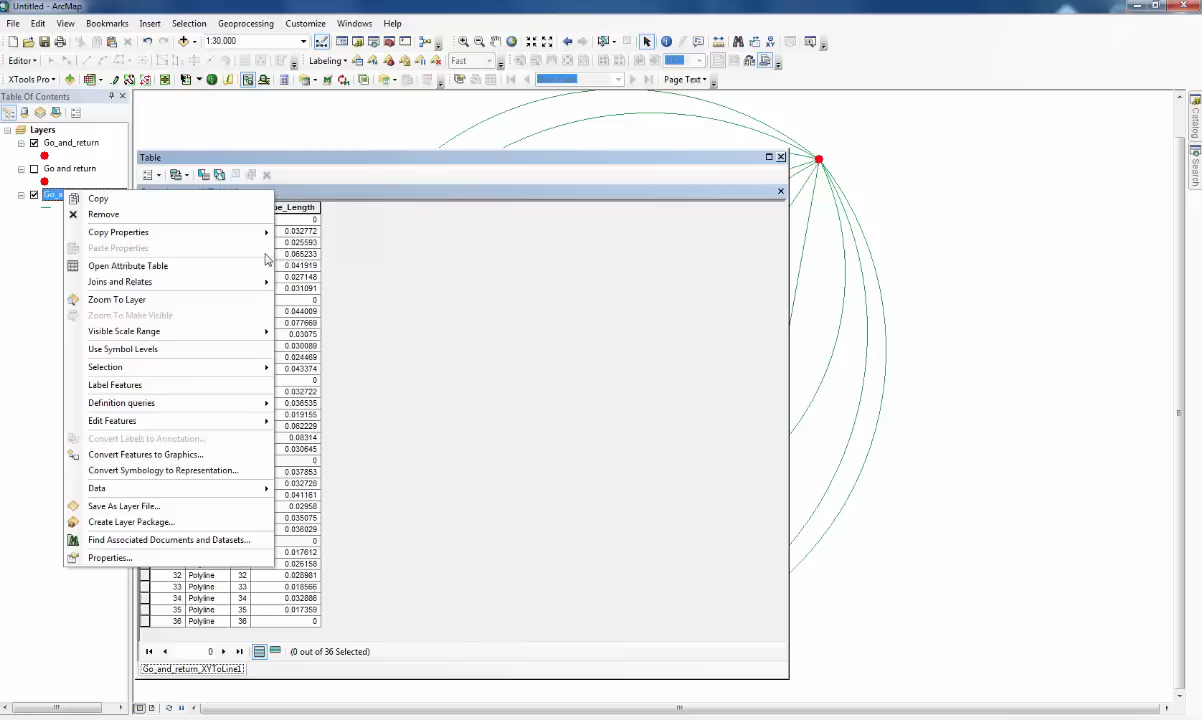 Untitled - ArcMap
File Edit View Bookmarks Insert Selection Geoprocessing Customize Windows Help
1:30,000
Editor Labeling Fast
XTools Pro Page Text
Table Of Contents
Layers
Go_and_return
Go and return
Go_a
Table
Copy
Remove
Copy Properties
Paste Properties
Open Attribute Table
Joins and Relates
Zoom To Layer
Zoom To Make Visible
Visible Scale Range
Use Symbol Levels
Selection
Label Features
Definition queries
Edit Features
Convert Labels to Annotation...
Convert Features to Graphics...
Convert Symbology to Representation...
Data
Save As Layer File...
Create Layer Package...
Find Associated Documents and Datasets...
Properties...
pe_Length
0
0.032772
0.025593
0.065233
0.041919
0.027148
0.031091
0
0.044009
0.077669
0.03075
0.030089
0.024469
0.043374
0
0.032722
0.036535
0.019155
0.062229
0.08314
0.030645
0
0.037853
0.032728
0.041161
0.02958
0.035075
0.036029
0
0.017612
0.026158
32 Polyline 32 0.028981
33 Polyline 33 0.018566
34 Polyline 34 0.032886
35 Polyline 35 0.017359
36 Polyline 36 0
0 (0 out of 36 Selected)
Go_and_return_XYToLine1
Catalog
Search